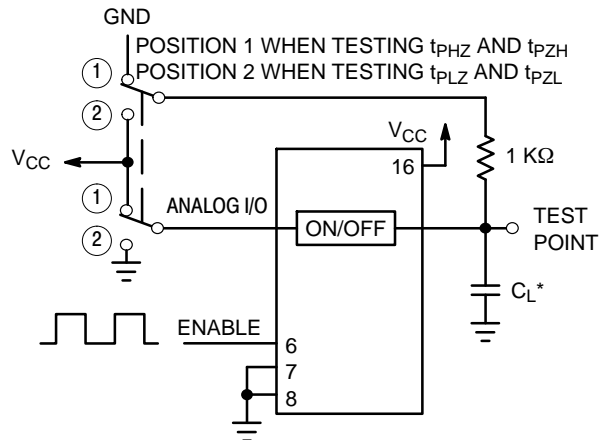 GND
POSITION 1 WHEN TESTING tPHZ AND tPZH
POSITION 2 WHEN TESTING tPLZ AND tPZL
1
2
VCC
1
2
VCC
16
1 KΩ
ANALOG I/O
ON/OFF
TEST
POINT
CL*
ENABLE
6
7
8